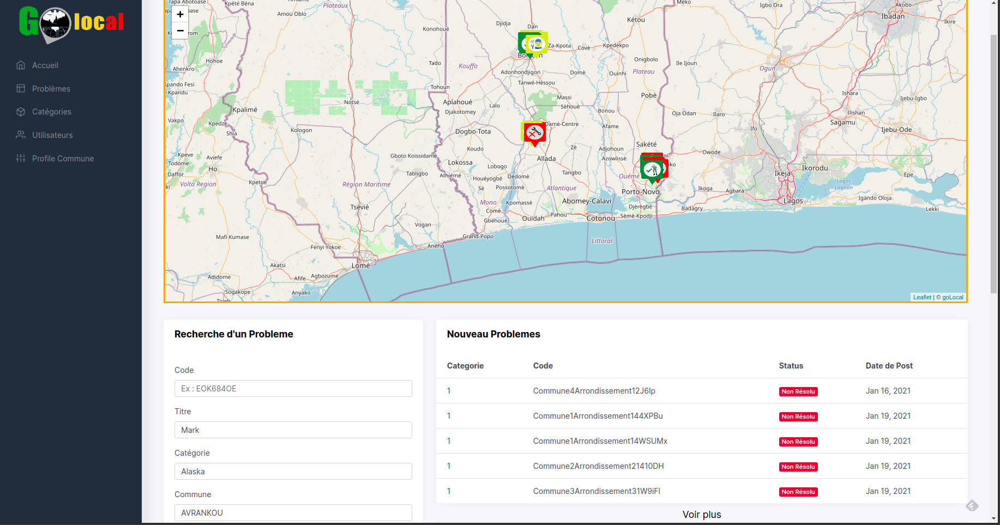 Golocal
Accueil
Problèmes
Catégories
Utilisateurs
Profile Commune
+
−
Kpété Béna
Plateaux
Amou Oblo
Konohoué
Djidja
Dan
Kétou
Meko
Igbo Ora
Akobo
Ibadan
Ikire
Hohoe
Ahenkro
Tado
Kouffo
Za-Kpota
Covè
Kpedekpo
Onigbolo
Ile Ijoun
Ogun
Adonhondjigon
Domè
Ouinhi
Plateau
Kpando Fesi
Kpandu
Tohoun
Tanwé-Hèssou
Ishara
Notsé
Aplahoué
Lalo
Massi
Sèhouè
Pobè
Ijebu-Igbo
Kpalimé
Djakotomey
Bonou
Oja Odan
Ilaro
Ilishan
Vakpo
Kpedze
Shia
Kologon
Dogbo-Tota
Damè-Centre
Afame
Ifo
Sagamu
Ijebu-Ode
Koudo
Zè
Adjohoun
Sakété
Owode
Kpeve
Todome
Daffor
Aviefe
Ho
Gboto Koissidamé
Lokossa
Lobogo
Allada
Azowlissè
Volta Region
Kpetoe
Région Maritime
Tabligbo
Athiémé
Houéyogbé
Dédomè
Tangbo
Ouémé
Ikeja
Ikorodu
Epe
Sè
Possotomè
Atlantique
Porto-Novo
Ikoga
Agbara
Lagos
Lagoon
Igando Oloja
Tsévié
Mono
Kpomassè
Abomey-Calavi
Djèrègbé
Badagry
Lagos
Lekki
Comè
Gbéhoué
Ouidah
Pahou
Cotonou
Sèmè-Kpodji
Vogan
Mafi Kumase
Grand-Popo
Littoral
Fenyi Yokoe
Aného
Akatsi
Lomé
Adidome
Afife
Agbozume
Sogakope
Anyako
Leaflet | © goLocal
Recherche d'un Probleme
Code
Ex : EOK684OE
Titre
Mark
Catégorie
Alaska
Commune
AVRANKOU
Nouveau Problemes
Categorie Code Status Date de Post
1 Commune4Arrondissement12J6Ip Non Résolu Jan 16, 2021
1 Commune1Arrondissement144XPBu Non Résolu Jan 19, 2021
1 Commune1Arrondissement14WSUMx Non Résolu Jan 19, 2021
1 Commune2Arrondissement21410DH Non Résolu Jan 19, 2021
1 Commune3Arrondissement31W9iFI Non Résolu Jan 19, 2021
Voir plus